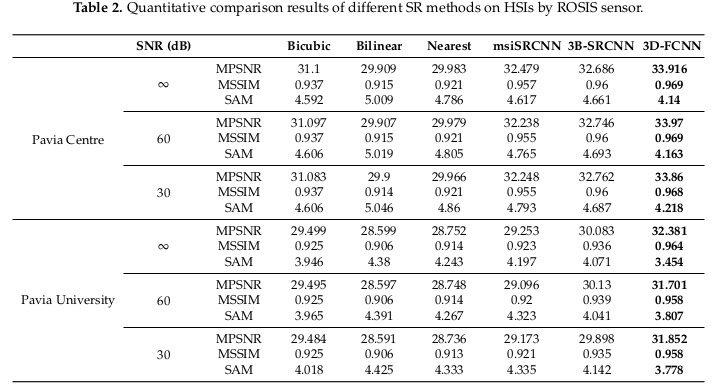 Table 2. Quantitative comparison results of different SR methods on HSIs by ROSIS sensor.
SNR (dB) Bicubic Bilinear Nearest msiSRCNN 3B-SRCNN 3D-FCNN
MPSNR 31.1 29.909 29.983 32.479 32.686 33.916
∞ MSSIM 0.937 0.915 0.921 0.957 0.96 0.969
SAM 4.592 5.009 4.786 4.617 4.661 4.14
MPSNR 31.097 29.907 29.979 32.238 32.746 33.97
Pavia Centre 60 MSSIM 0.937 0.915 0.921 0.955 0.96 0.969
SAM 4.606 5.019 4.805 4.765 4.693 4.163
MPSNR 31.083 29.9 29.966 32.248 32.762 33.86
30 MSSIM 0.937 0.914 0.921 0.955 0.96 0.968
SAM 4.606 5.046 4.86 4.793 4.687 4.218
MPSNR 29.499 28.599 28.752 29.253 30.083 32.381
∞ MSSIM 0.925 0.906 0.914 0.923 0.936 0.964
SAM 3.946 4.38 4.243 4.197 4.071 3.454
MPSNR 29.495 28.597 28.748 29.096 30.13 31.701
Pavia University 60 MSSIM 0.925 0.906 0.914 0.92 0.939 0.958
SAM 3.965 4.391 4.267 4.323 4.041 3.807
MPSNR 29.484 28.591 28.736 29.173 29.898 31.852
30 MSSIM 0.925 0.906 0.913 0.921 0.935 0.958
SAM 4.018 4.425 4.333 4.335 4.142 3.778